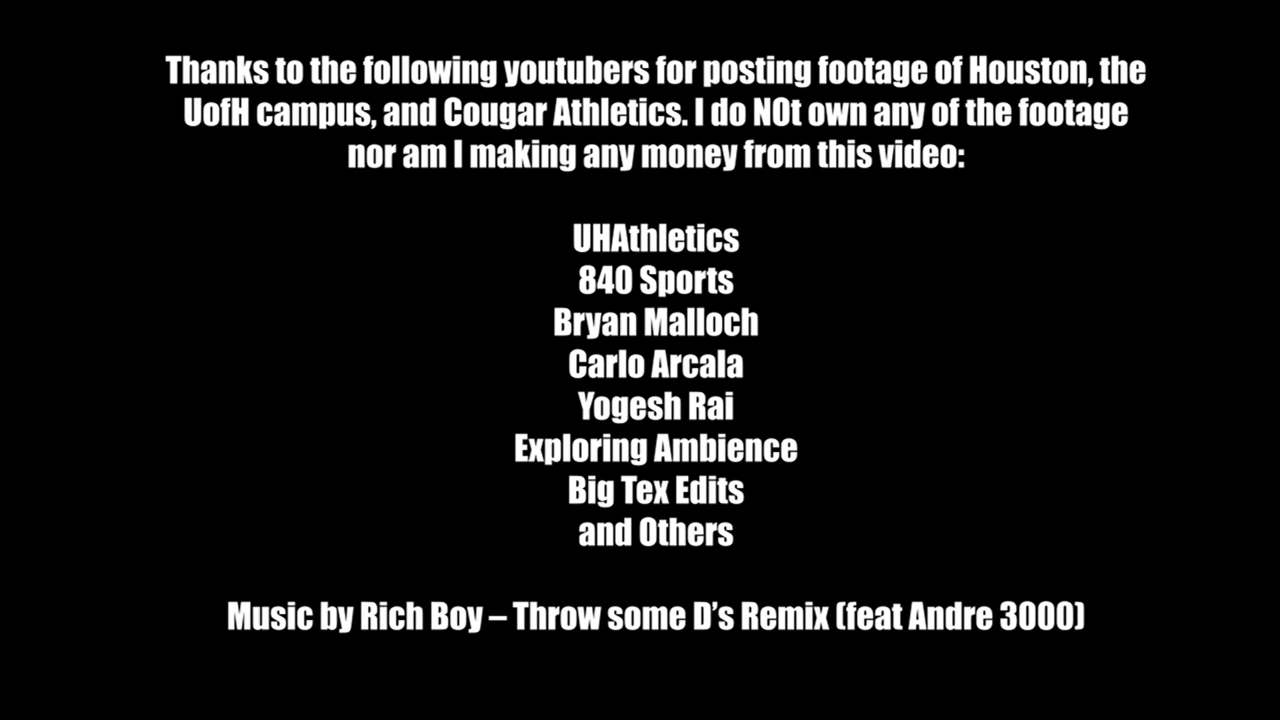 Thanks to the following youtubers for posting footage of Houston, the
UofH campus, and Cougar Athletics. I do NOt own any of the footage
nor am I making any money from this video:
UHAthletics
840 Sports
Bryan Malloch
Carlo Arcala
Yogesh Rai
Exploring Ambience
Big Tex Edits
and Others
Music by Rich Boy – Throw some D’s Remix (feat Andre 3000)